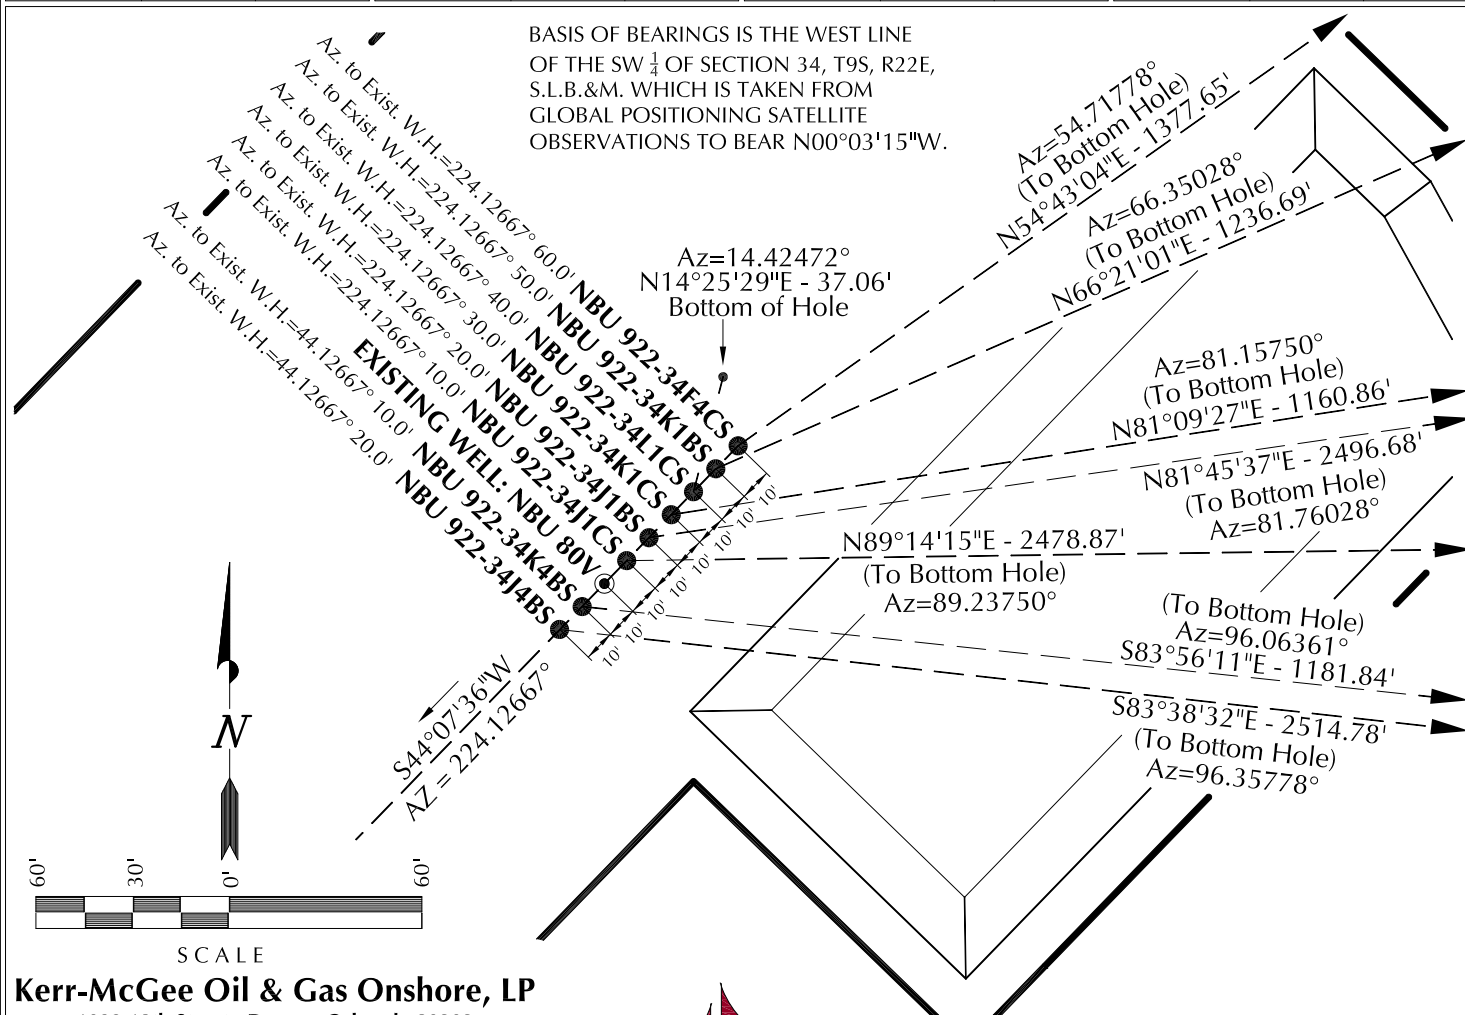 BASIS OF BEARINGS IS THE WEST LINE
OF THE SW 1/4 OF SECTION 34, T9S, R22E,
S.L.B.&M. WHICH IS TAKEN FROM
GLOBAL POSITIONING SATELLITE
OBSERVATIONS TO BEAR N00°03'15"W.
Az. to Exist. W.H.=224.12667° 60.0' NBU 922-34F4CS
Az. to Exist. W.H.=224.12667° 50.0' NBU 922-34K1BS
Az. to Exist. W.H.=224.12667° 40.0' NBU 922-34L1CS
Az. to Exist. W.H.=224.12667° 30.0' NBU 922-34K1CS
Az. to Exist. W.H.=224.12667° 20.0' NBU 922-34J1BS
Az. to Exist. W.H.=224.12667° 10.0' NBU 922-34J1CS
EXISTING WELL: NBU 80V
Az. to Exist. W.H.=44.12667° 10.0' NBU 922-34K4BS
Az. to Exist. W.H.=44.12667° 20.0' NBU 922-34J4BS
Az=14.42472°
N14°25'29"E - 37.06'
Bottom of Hole
Az=54.71778°
(To Bottom Hole)
N54°43'04"E - 1377.65'
Az=66.35028°
(To Bottom Hole)
N66°21'01"E - 1236.69'
Az=81.15750°
(To Bottom Hole)
N81°09'27"E - 1160.86'
N81°45'37"E - 2496.68'
(To Bottom Hole)
Az=81.76028°
N89°14'15"E - 2478.87'
(To Bottom Hole)
Az=89.23750°
(To Bottom Hole)
Az=96.06361°
S83°56'11"E - 1181.84'
S83°38'32"E - 2514.78'
(To Bottom Hole)
Az=96.35778°
10'
10'
10'
10'
10'
10'
10'
10'
S44°07'36"W
AZ = 224.12667°
N
60'
30'
0'
60'
SCALE
Kerr-McGee Oil & Gas Onshore, LP